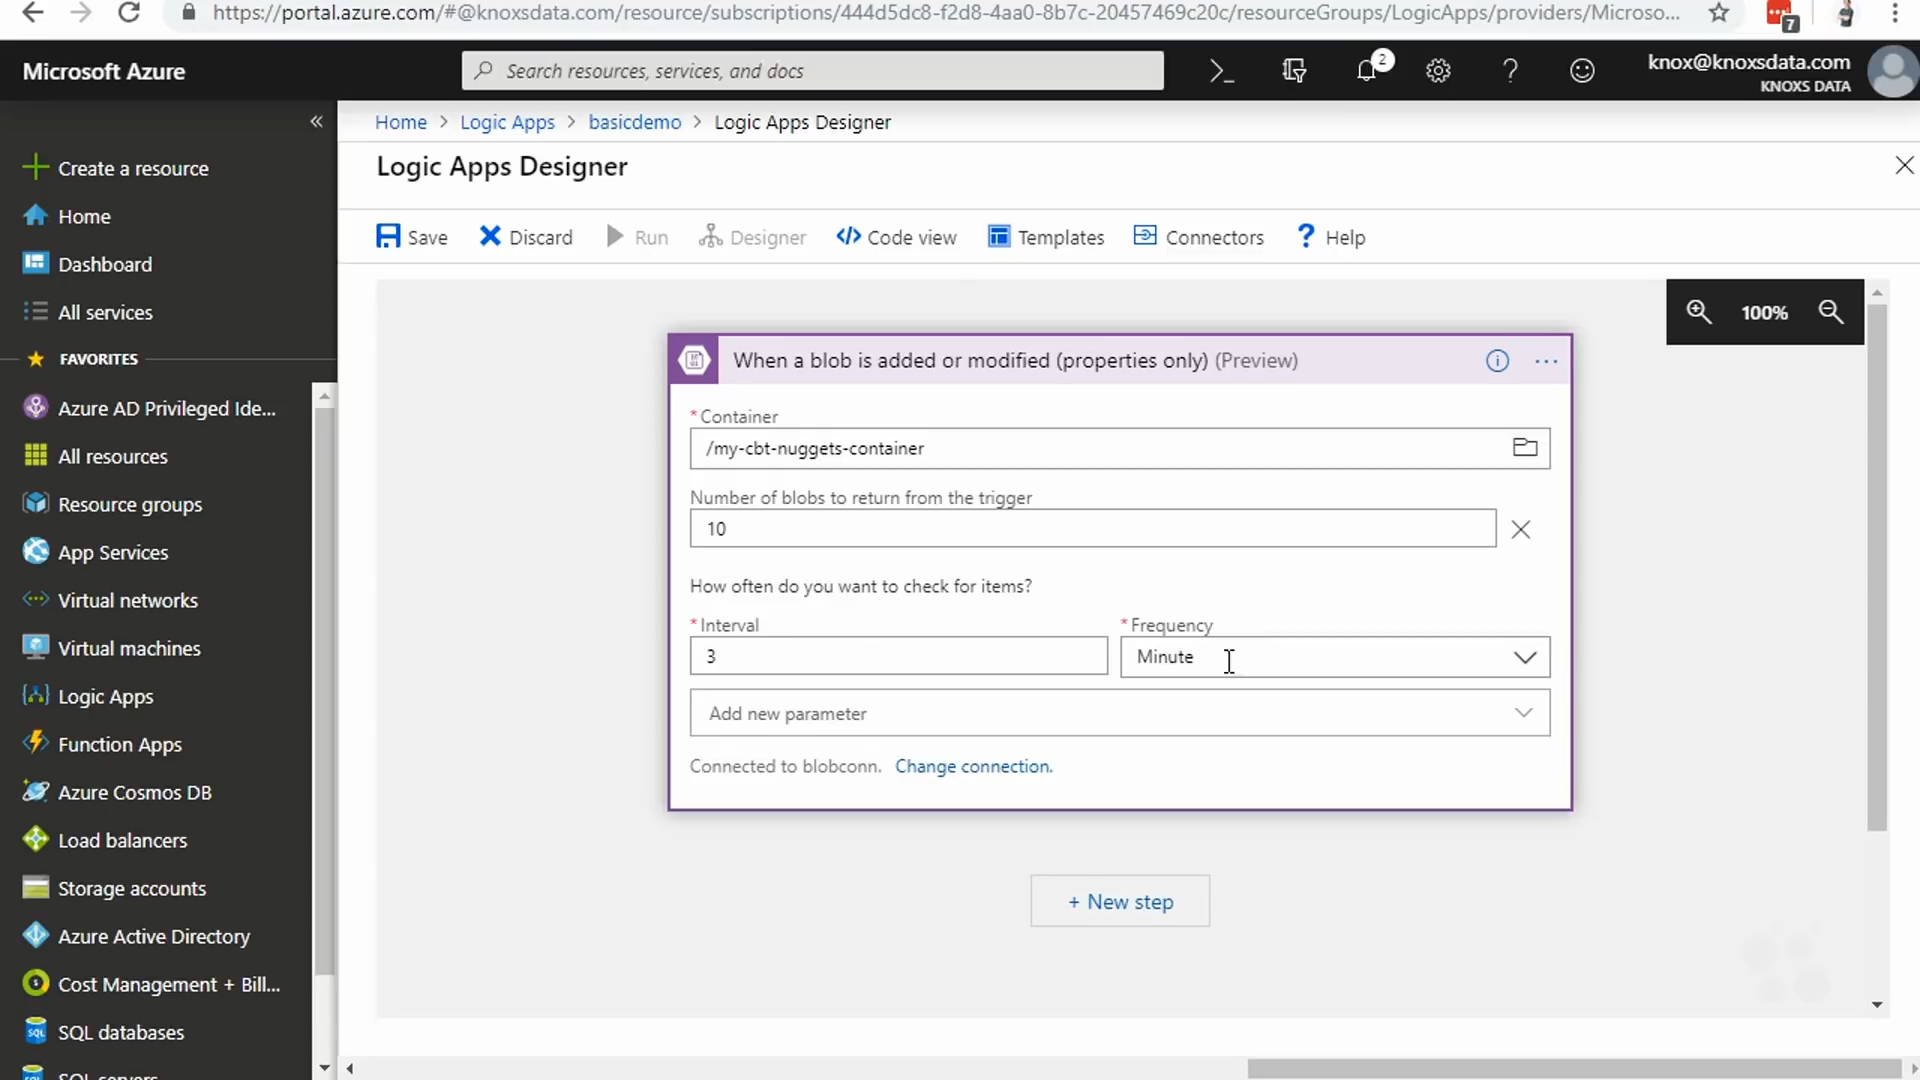 https://portal.azure.com/#@knoxsdata.com/resource/subscriptions/444d5dc8-f2d8-4aa0-8b7c-20457469c20c/resourceGroups/LogicApps/providers/Microso...
7
Microsoft Azure
Search resources, services, and docs
2
knox@knoxsdata.com
KNOXS DATA
Create a resource
Home
Dashboard
All services
FAVORITES
Azure AD Privileged Ide...
All resources
Resource groups
App Services
Virtual networks
Virtual machines
Logic Apps
Function Apps
Azure Cosmos DB
Load balancers
Storage accounts
Azure Active Directory
Cost Management + Bill...
SQL databases
SQL servers
Home > Logic Apps > basicdemo > Logic Apps Designer
Logic Apps Designer
Save Discard Run Designer Code view Templates Connectors Help
100%
When a blob is added or modified (properties only) (Preview)
* Container
/my-cbt-nuggets-container
Number of blobs to return from the trigger
10
How often do you want to check for items?
* Interval * Frequency
3 Minute
Add new parameter
Connected to blobconn. Change connection.
+ New step